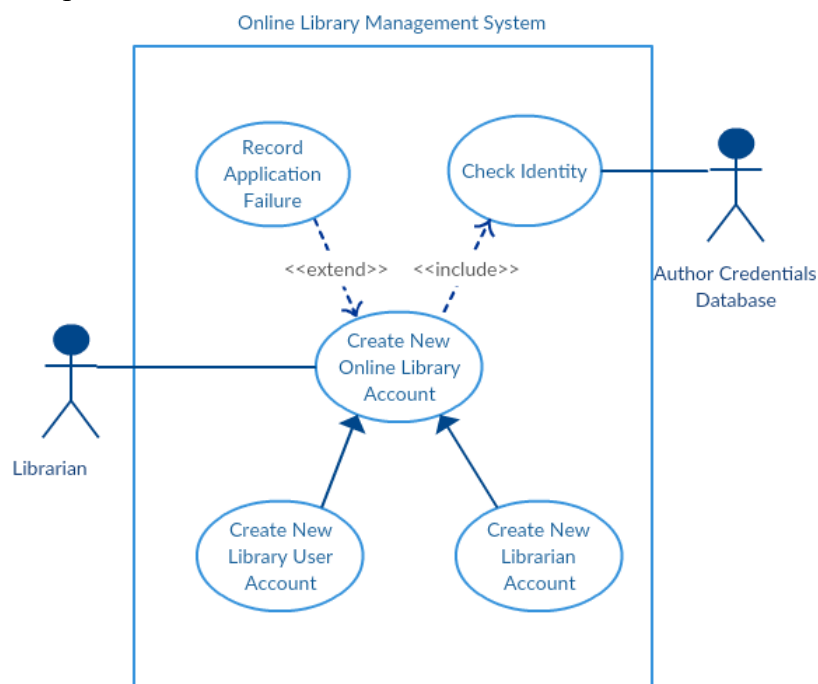 Online Library Management System
Record
Application
Failure
Check Identity
<<extend>>
<<include>>
Author Credentials
Database
Create New
Online Library
Account
Librarian
Create New
Library User
Account
Create New
Librarian
Account